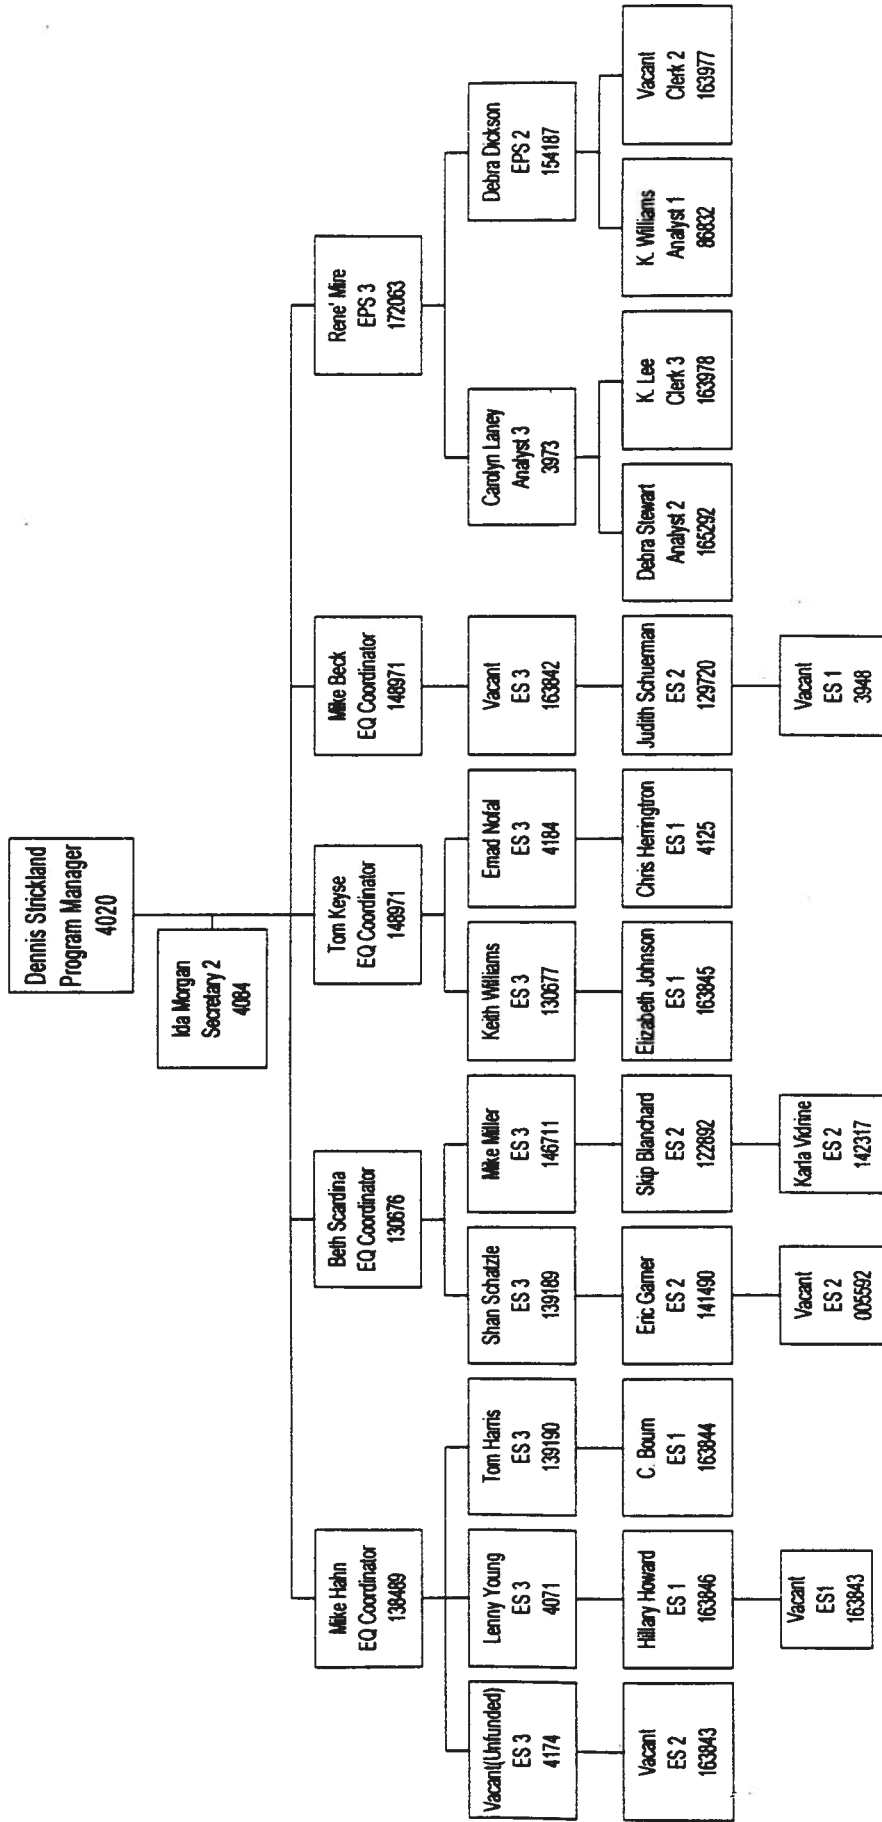 Dennis Strickland
Program Manager
4020
Ida Morgan
Secretary 2
4084
Mike Hahn
EQ Coordinator
138489
Beth Scardina
EQ Coordinator
130676
Tom Keyse
EQ Coordinator
148971
Mike Beck
EQ Coordinator
148971
Rene' Mire
EPS 3
172063
Vacant(Unfunded)
ES 3
4174
Lenny Young
ES 3
4071
Tom Harris
ES 3
139190
Shan Schatzle
ES 3
139189
Mike Miller
ES 3
146711
Keith Williams
ES 3
130677
Emad Nofal
ES 3
4184
Vacant
ES 3
163842
Carolyn Laney
Analyst 3
3973
Debra Dickson
EPS 2
154187
Vacant
ES 2
163843
Hillary Howard
ES 1
163846
C. Bourn
ES 1
163844
Eric Garner
ES 2
141490
Skip Blanchard
ES 2
122892
Elizabeth Johnson
ES 1
163845
Chris Herringtron
ES 1
4125
Judith Schuerman
ES 2
129720
Debra Stewart
Analyst 2
165292
K. Lee
Clerk 3
163978
K. Williams
Analyst 1
86832
Vacant
Clerk 2
163977
Vacant
ES1
163843
Vacant
ES 2
005592
Karla Vidrine
ES 2
142317
Vacant
ES 1
3948